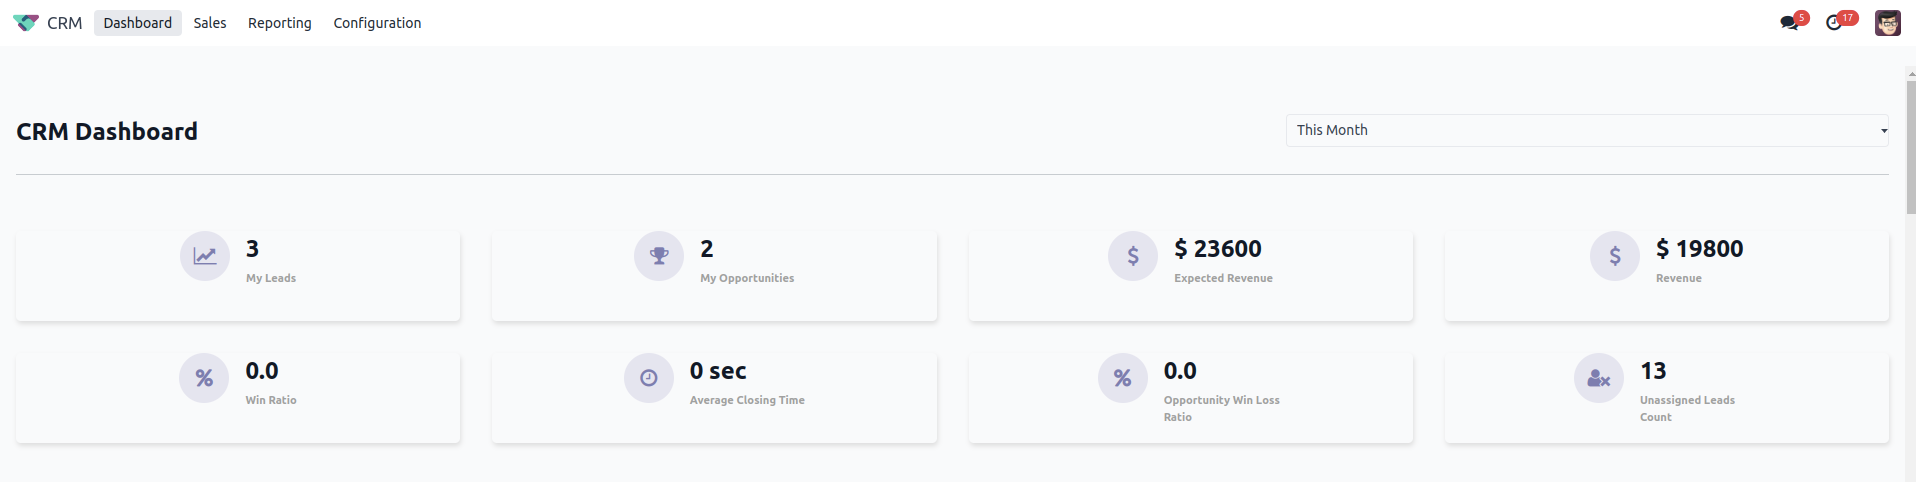 CRM Dashboard Sales Reporting Configuration 5 17
CRM Dashboard This Month
3
My Leads
2
My Opportunities
$ 23600
Expected Revenue
$ 19800
Revenue
0.0
Win Ratio
0 sec
Average Closing Time
0.0
Opportunity Win Loss
Ratio
13
Unassigned Leads
Count